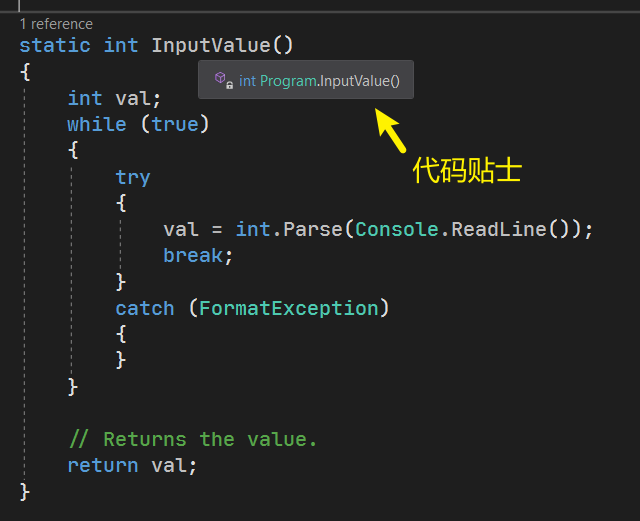 1 reference
static int InputValue()
{
int Program.InputValue()
int val;
while (true)
{
代码贴士
try
{
val = int.Parse(Console.ReadLine());
break;
}
catch (FormatException)
{
}
}
// Returns the value.
return val;
}